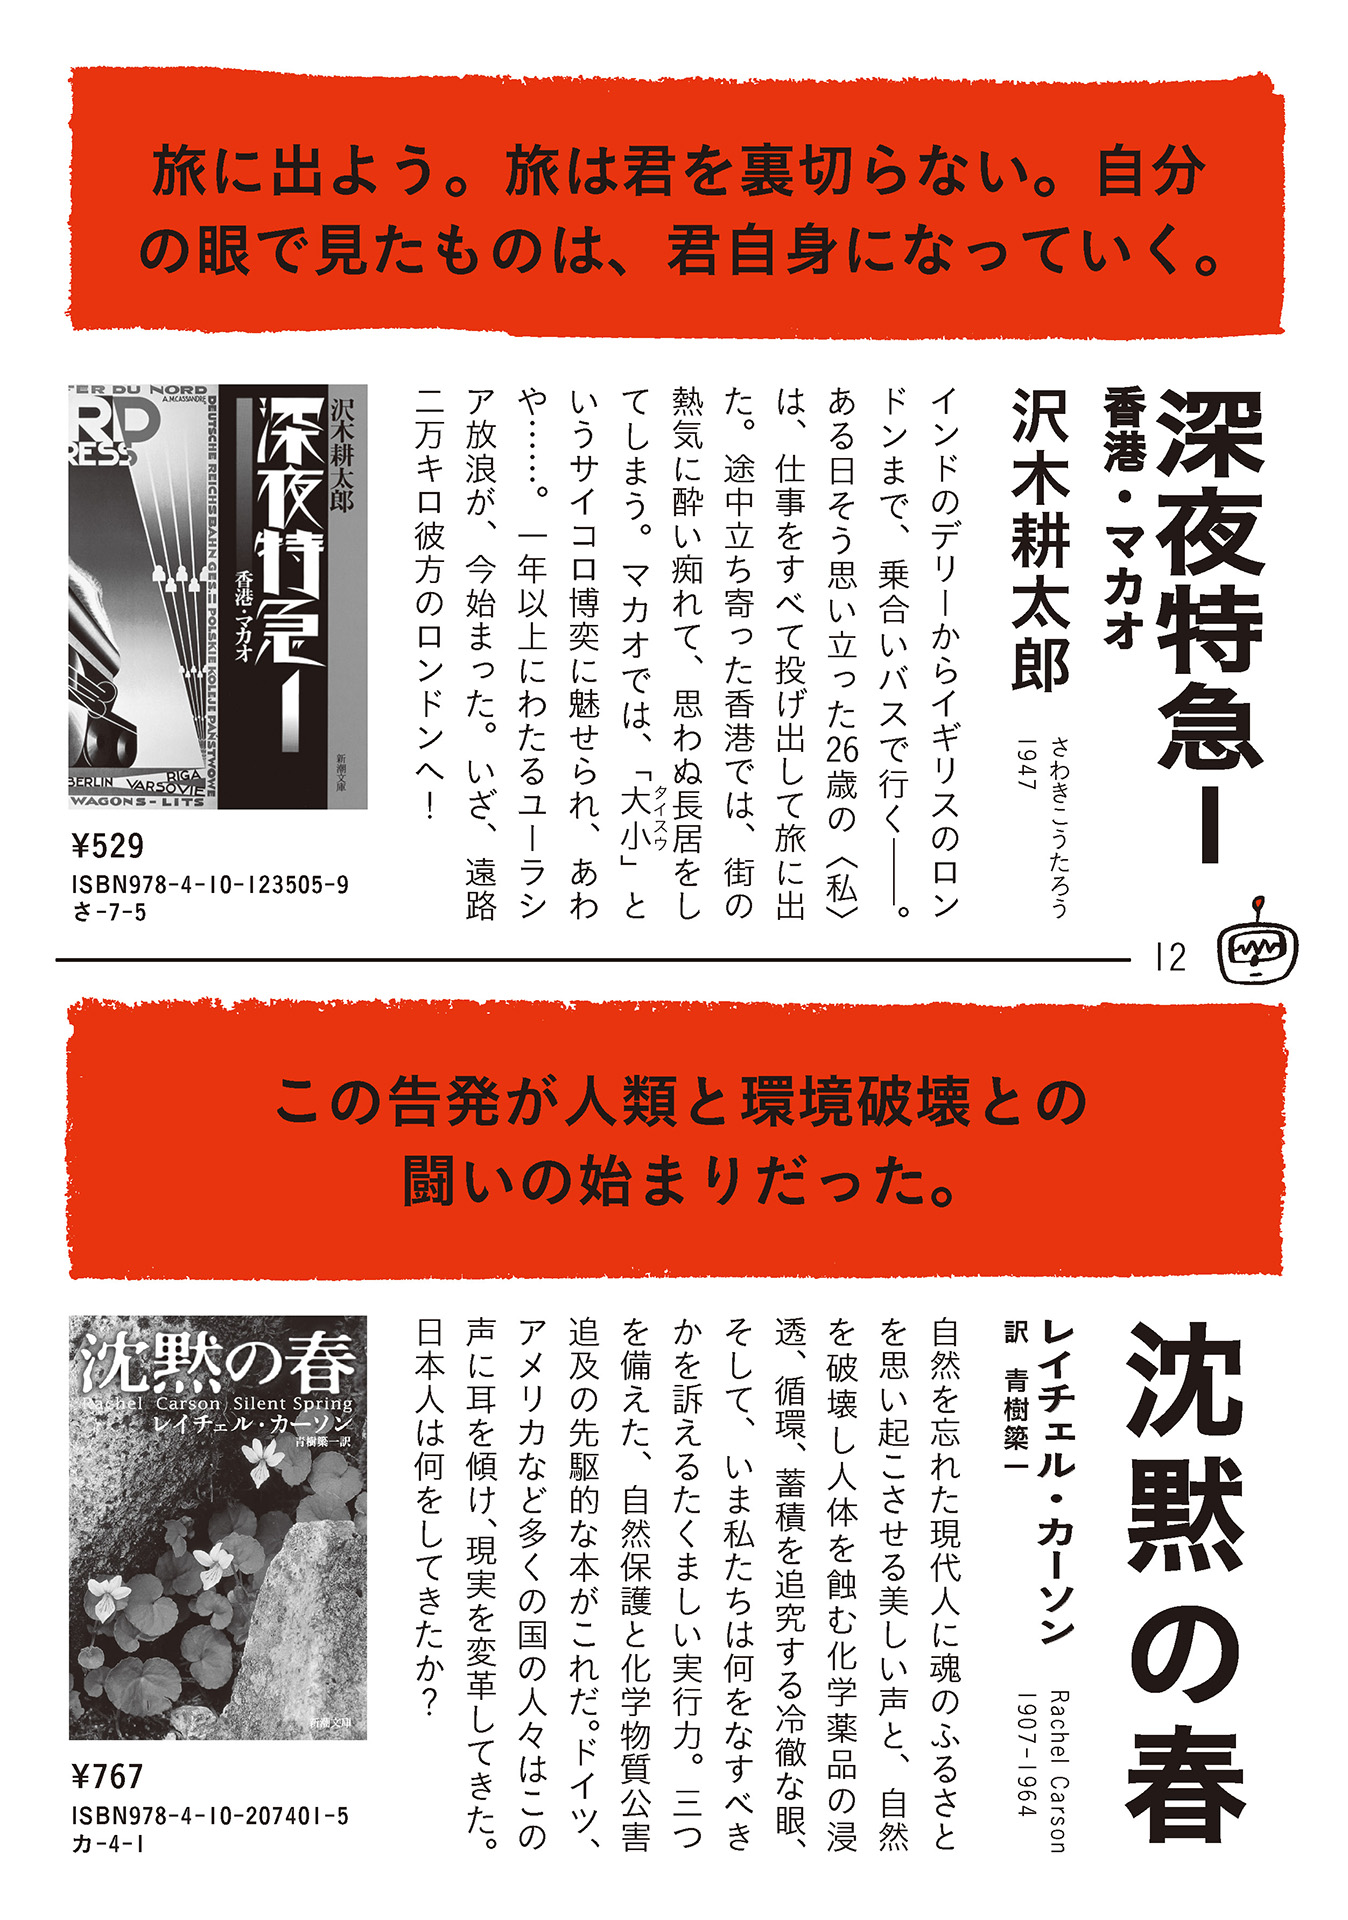 旅に出よう。旅は君を裏切らない。自分
の眼で見たものは、君自身になっていく。
深夜特急1
香港・マカオ
沢木耕太郎
さわきこうたろう
1947
インドのデリーからイギリスのロン
ドンまで、乗合いバスで行く――。
ある日そう思い立った26歳の〈私〉
は、仕事をすべて投げ出して旅に出
た。途中立ち寄った香港では、街の
熱気に酔い痴れて、思わぬ長居をし
てしまう。マカオでは、「大小」と
タイスウ
いうサイコロ博奕に魅せられ、あわ
や……。一年以上にわたるユーラシ
ア放浪が、今始まった。いざ、遠路
二万キロ彼方のロンドンへ！
沢木耕太郎
深夜特急1
香港・マカオ
新潮文庫
TER DU NORD
A.M.CASSANDRE
RD
RESS
DEUTSCHE REICHS BAHN GES.= POLSKIE KOLEJE PANSTWOWE
BERLIN
RIGA
VARSOVIE
WAGONS-LITS
¥529
ISBN978-4-10-123505-9
さ-7-5
12
この告発が人類と環境破壊との
闘いの始まりだった。
沈黙の春
レイチェル・カーソン
訳 青樹簗一
Rachel Carson
1907-1964
自然を忘れた現代人に魂のふるさと
を思い起こさせる美しい声と、自然
を破壊し人体を蝕む化学薬品の浸
透、循環、蓄積を追究する冷徹な眼、
そして、いま私たちは何をなすべき
かを訴えるたくましい実行力。三つ
を備えた、自然保護と化学物質公害
追及の先駆的な本がこれだ。ドイツ、
アメリカなど多くの国の人々はこの
声に耳を傾け、現実を変革してきた。
日本人は何をしてきたか？
沈黙の春
Rachel Carson Silent Spring
レイチェル・カーソン
青樹簗一訳
新潮文庫
¥767
ISBN978-4-10-207401-5
カ-4-1